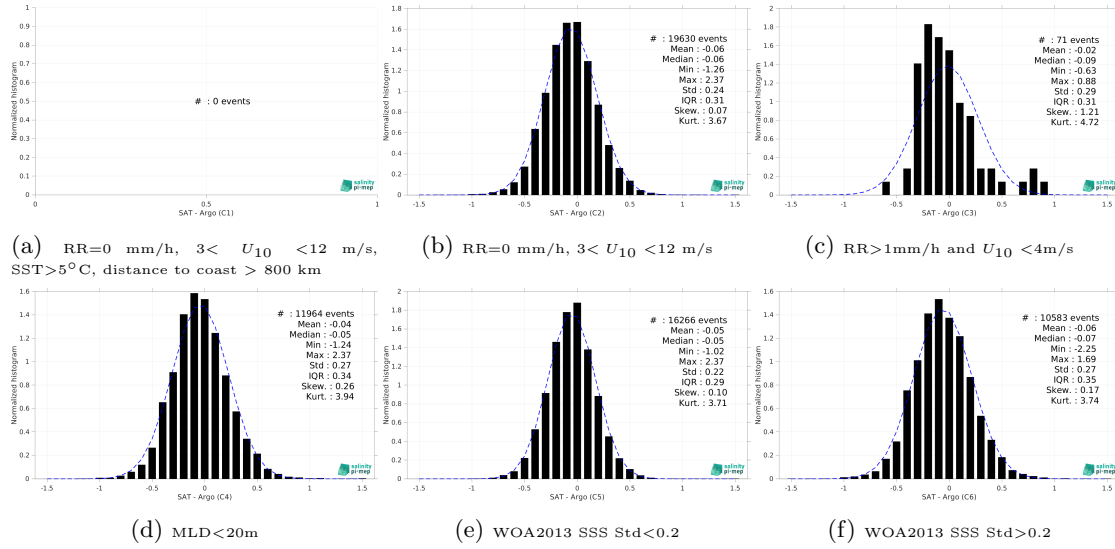 1
0.9
0.8
0.7
0.6
0.5
0.4
0.3
0.2
0.1
0
Normalized histogram
# : 0 events
salinity
pi-mep
0 0.5 1
SAT - Argo (C1)
(a) RR=0 mm/h, 3< U10 <12 m/s,
SST>5°C, distance to coast > 800 km
1.8
1.6
1.4
1.2
1
0.8
0.6
0.4
0.2
0
Normalized histogram
# : 19630 events
Mean : -0.06
Median : -0.06
Min : -1.26
Max : 2.37
Std : 0.24
IQR : 0.31
Skew. : 0.07
Kurt. : 3.67
salinity
pi-mep
-1.5 -1 -0.5 0 0.5 1 1.5
SAT - Argo (C2)
(b) RR=0 mm/h, 3< U10 <12 m/s
2
1.8
1.6
1.4
1.2
1
0.8
0.6
0.4
0.2
0
Normalized histogram
# : 71 events
Mean : -0.02
Median : -0.09
Min : -0.63
Max : 0.88
Std : 0.29
IQR : 0.31
Skew. : 1.21
Kurt. : 4.72
salinity
pi-mep
-1.5 -1 -0.5 0 0.5 1 1.5
SAT - Argo (C3)
(c) RR>1mm/h and U10 <4m/s
1.6
1.4
1.2
1
0.8
0.6
0.4
0.2
0
Normalized histogram
# : 11964 events
Mean : -0.04
Median : -0.05
Min : -1.24
Max : 2.37
Std : 0.27
IQR : 0.34
Skew. : 0.26
Kurt. : 3.94
salinity
pi-mep
-1.5 -1 -0.5 0 0.5 1 1.5
SAT - Argo (C4)
(d) MLD<20m
2
1.8
1.6
1.4
1.2
1
0.8
0.6
0.4
0.2
0
Normalized histogram
# : 16266 events
Mean : -0.05
Median : -0.05
Min : -1.02
Max : 2.37
Std : 0.22
IQR : 0.29
Skew. : 0.10
Kurt. : 3.71
salinity
pi-mep
-1.5 -1 -0.5 0 0.5 1 1.5
SAT - Argo (C5)
(e) WOA2013 SSS Std<0.2
1.6
1.4
1.2
1
0.8
0.6
0.4
0.2
0
Normalized histogram
# : 10583 events
Mean : -0.06
Median : -0.07
Min : -2.25
Max : 1.69
Std : 0.27
IQR : 0.35
Skew. : 0.17
Kurt. : 3.74
salinity
pi-mep
-1.5 -1 -0.5 0 0.5 1 1.5
SAT - Argo (C6)
(f) WOA2013 SSS Std>0.2